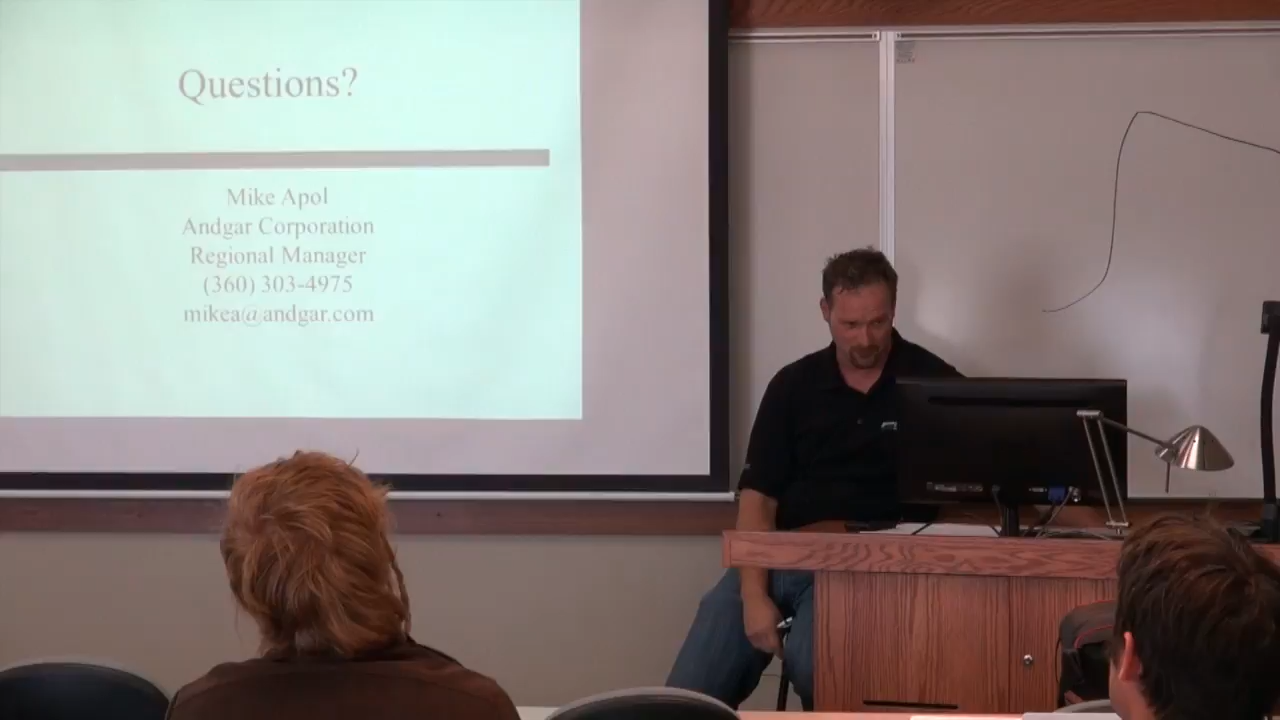 Questions?
Mike Apol
Andgar Corporation
Regional Manager
(360) 303-4975
mikea@andgar.com